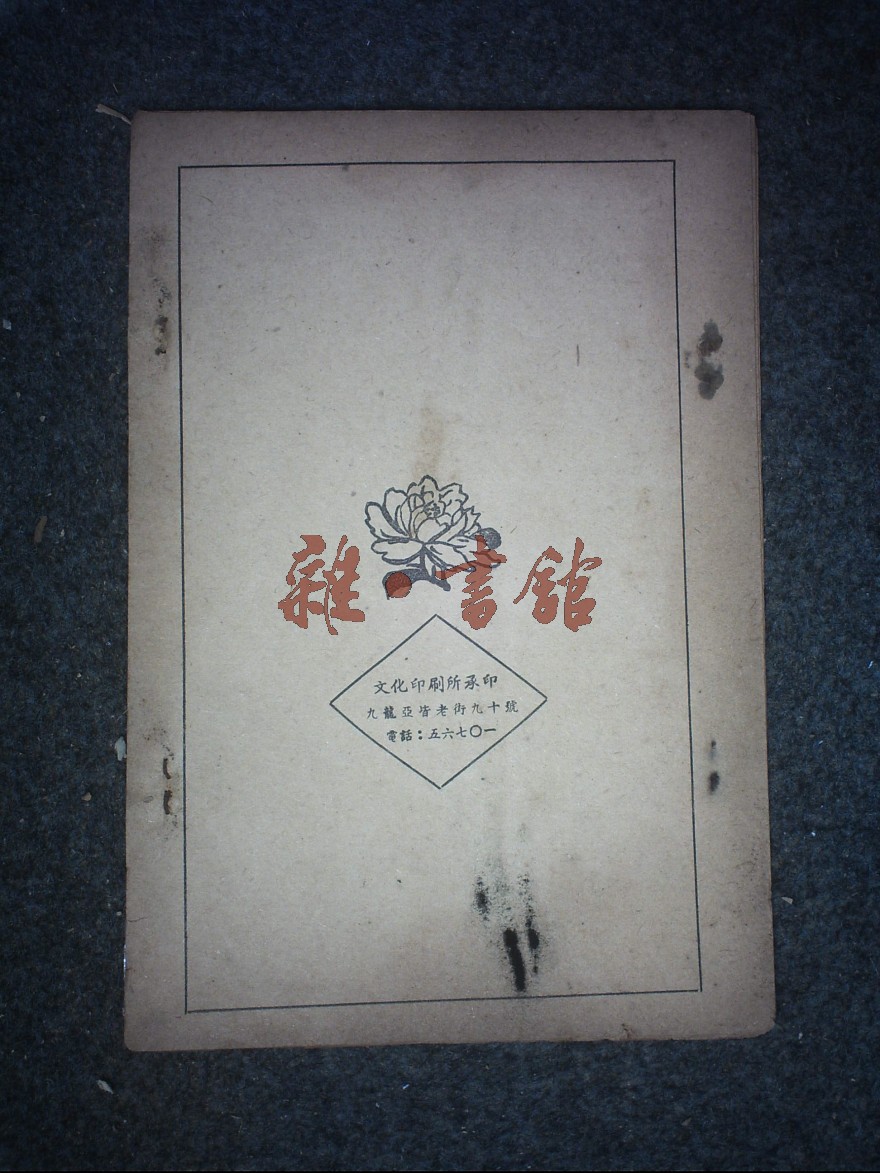 雜·書館
文化印刷所承印
九龍亞皆老街九十號
電話：五六七〇一